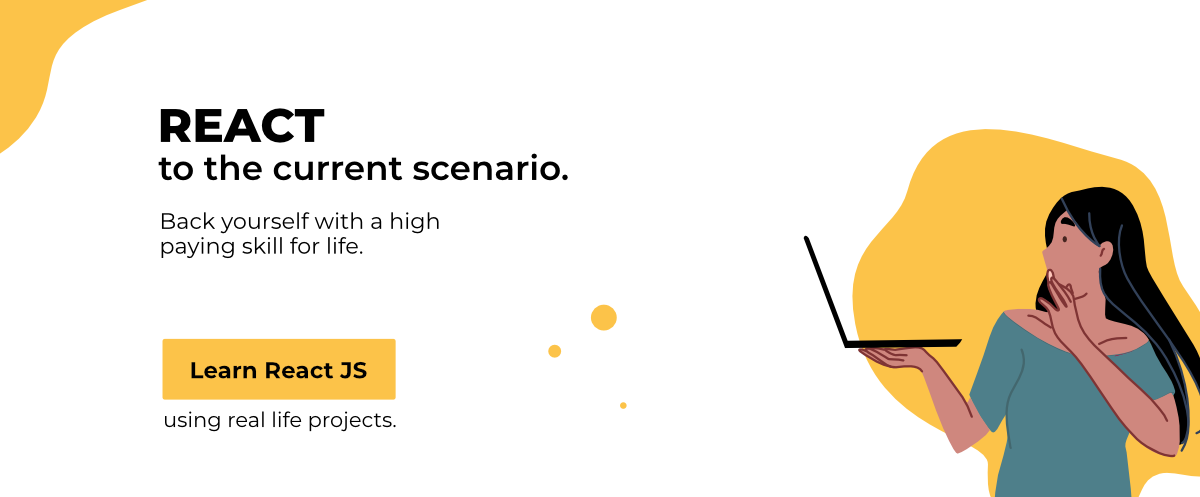 REACT
to the current scenario.
Back yourself with a high
paying skill for life.
Learn React JS
using real life projects.